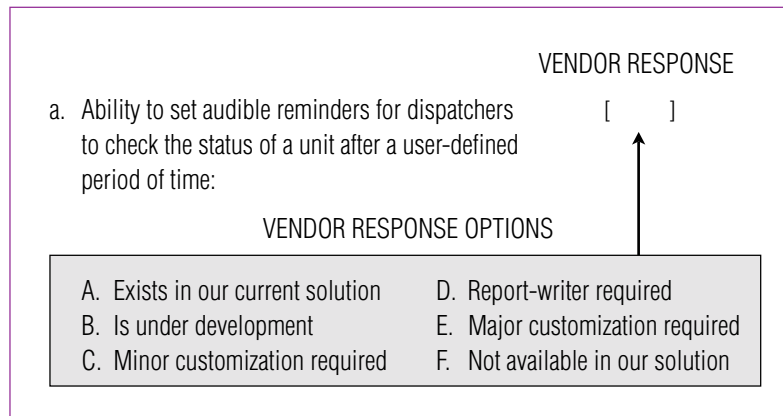 VENDOR RESPONSE
a. Ability to set audible reminders for dispatchers [ ]
to check the status of a unit after a user-defined
period of time:
VENDOR RESPONSE OPTIONS
A. Exists in our current solution D. Report-writer required
B. Is under development E. Major customization required
C. Minor customization required F. Not available in our solution